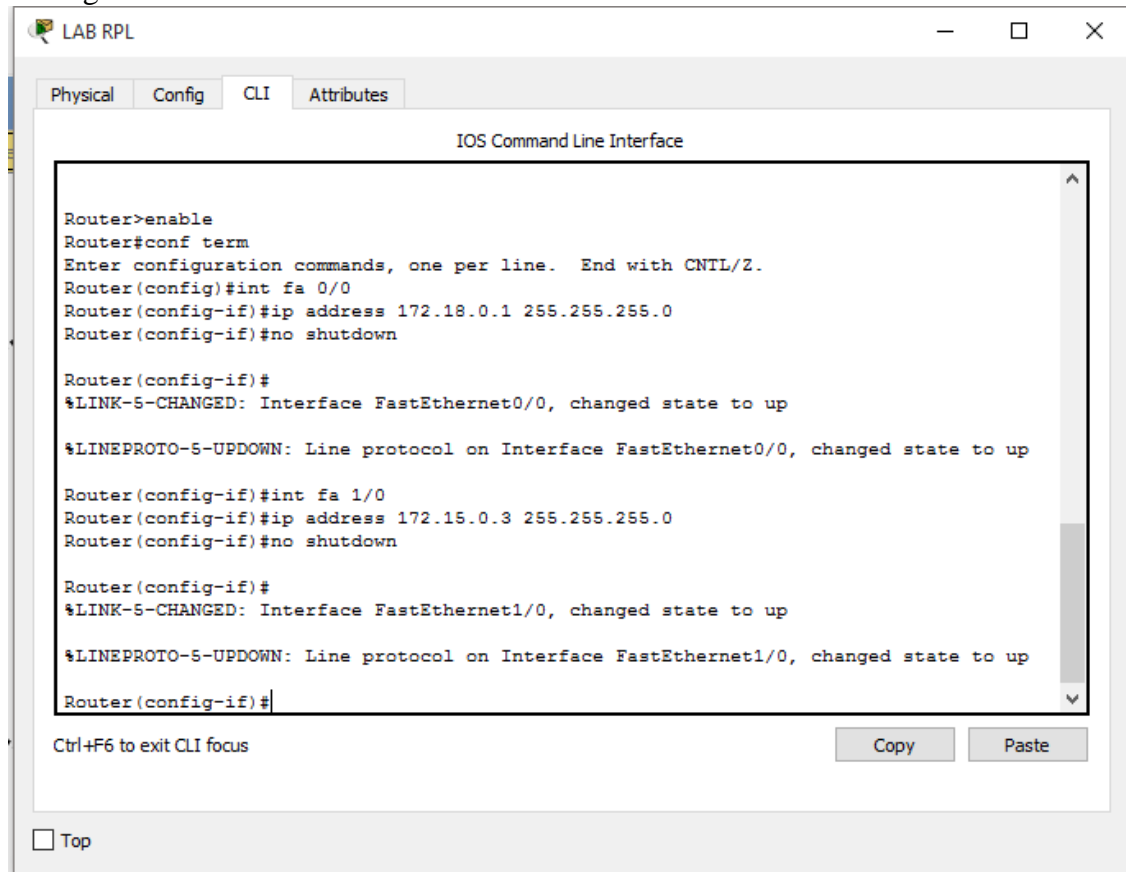 LAB RPL
Physical Config CLI Attributes
IOS Command Line Interface
Router>enable
Router#conf term
Enter configuration commands, one per line.  End with CNTL/Z.
Router(config)#int fa 0/0
Router(config-if)#ip address 172.18.0.1 255.255.255.0
Router(config-if)#no shutdown
Router(config-if)#
%LINK-5-CHANGED: Interface FastEthernet0/0, changed state to up
%LINEPROTO-5-UPDOWN: Line protocol on Interface FastEthernet0/0, changed state to up
Router(config-if)#int fa 1/0
Router(config-if)#ip address 172.15.0.3 255.255.255.0
Router(config-if)#no shutdown
Router(config-if)#
%LINK-5-CHANGED: Interface FastEthernet1/0, changed state to up
%LINEPROTO-5-UPDOWN: Line protocol on Interface FastEthernet1/0, changed state to up
Router(config-if)#
Ctrl+F6 to exit CLI focus
Copy Paste
Top